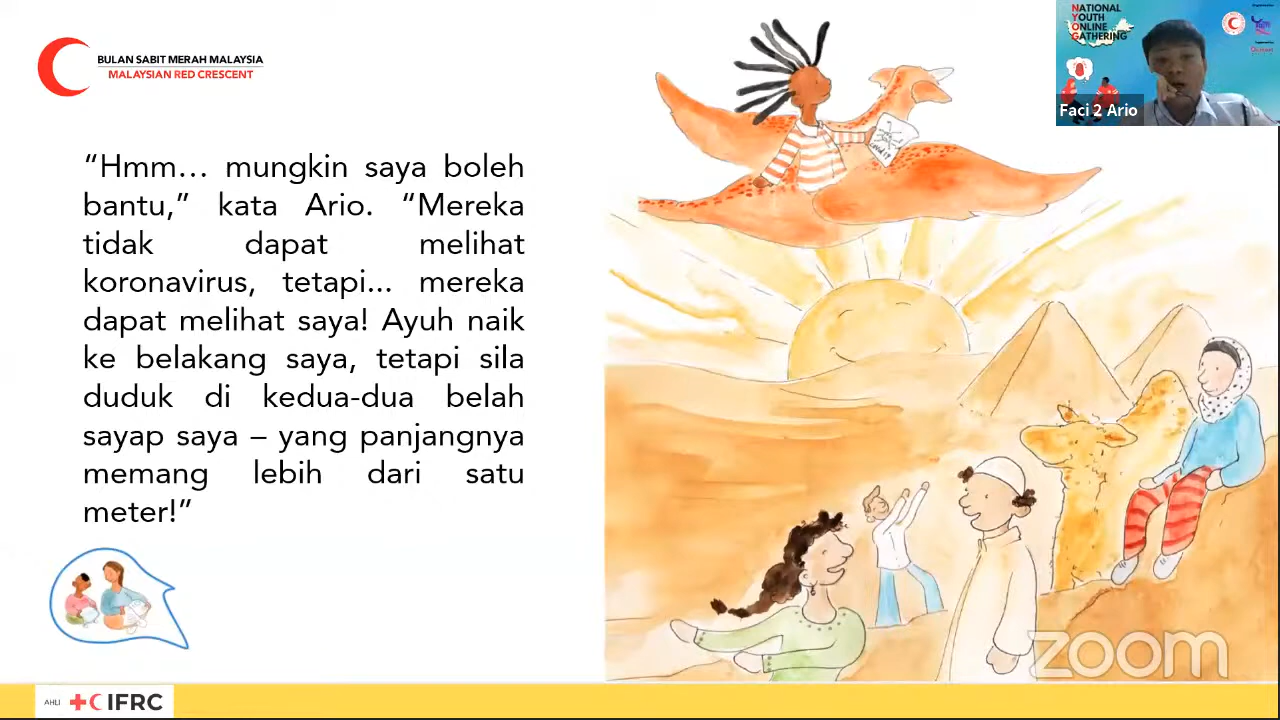 BULAN SABIT MERAH MALAYSIA
MALAYSIAN RED CRESCENT
“Hmm… mungkin saya boleh
bantu,” kata Ario. “Mereka
tidak dapat melihat
koronavirus, tetapi... mereka
dapat melihat saya! Ayuh naik
ke belakang saya, tetapi sila
duduk di kedua-dua belah
sayap saya – yang panjangnya
memang lebih dari satu
meter!”
AHLI
IFRC
NATIONAL
YOUTH
ONLINE
GATHERING
Faci 2 Ario
zoom